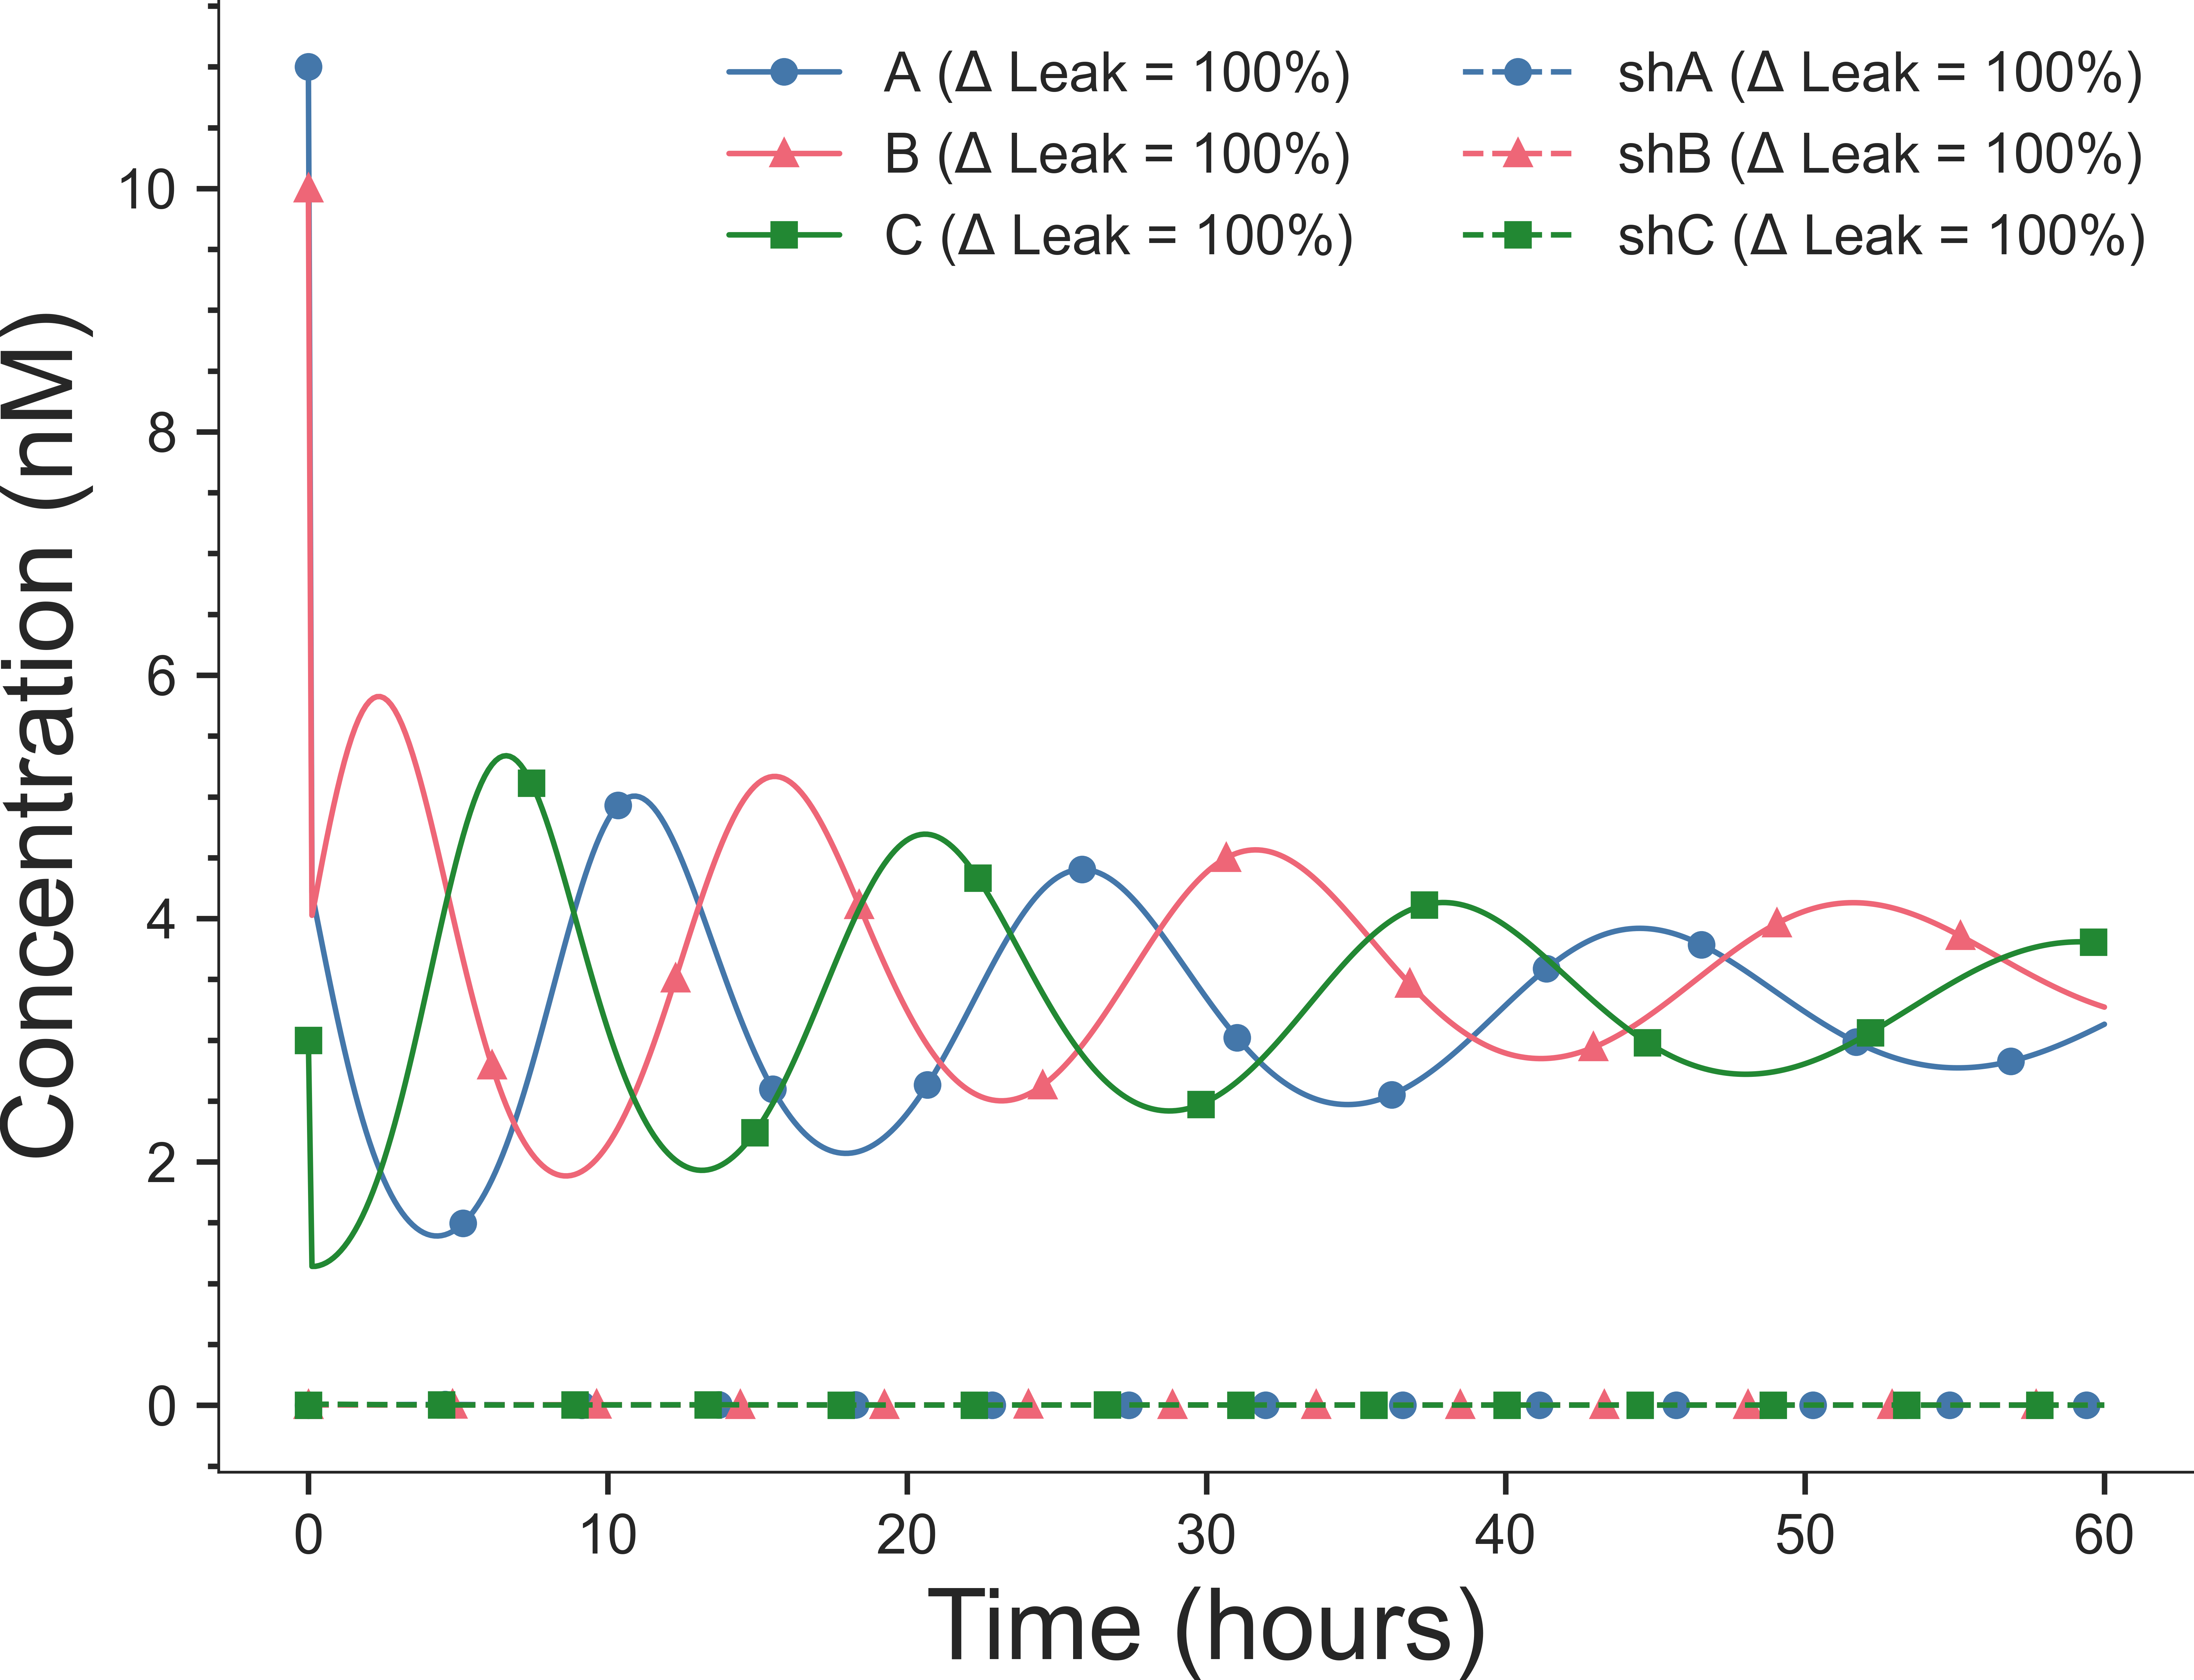 A (Δ Leak = 100%)
B (Δ Leak = 100%)
C (Δ Leak = 100%)
shA (Δ Leak = 100%)
shB (Δ Leak = 100%)
shC (Δ Leak = 100%)
Concentration (nM)
10
8
6
4
2
0
0 10 20 30 40 50 60
Time (hours)